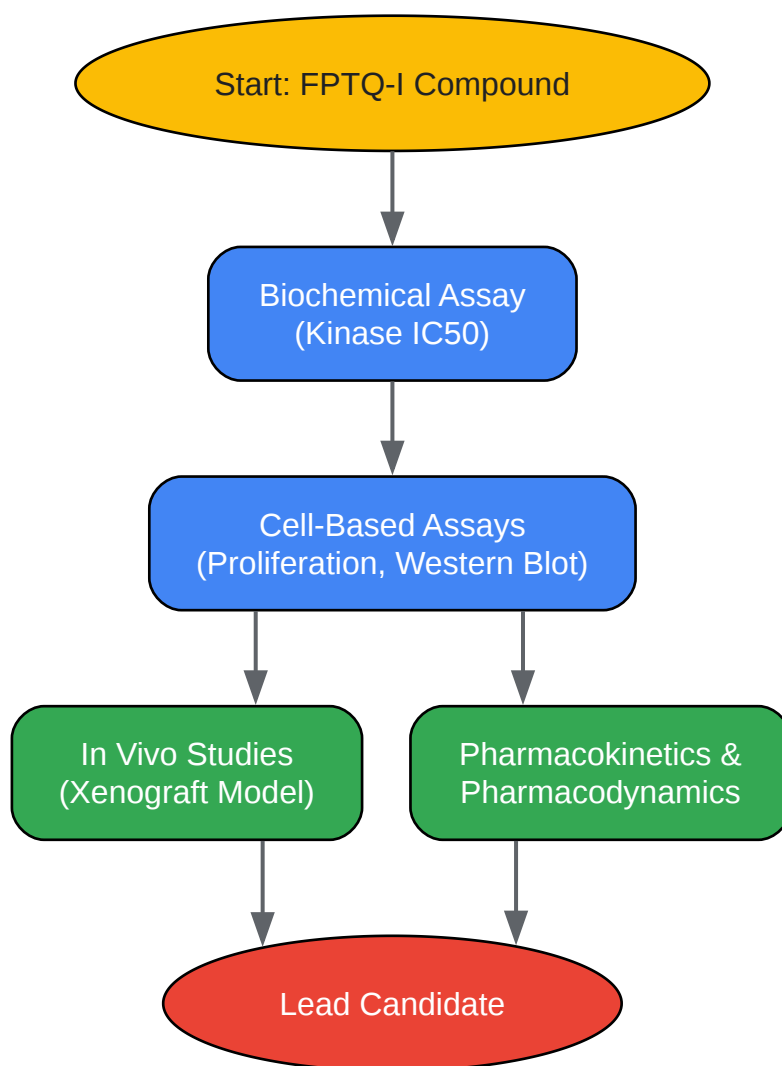 Start: FPTQ-I Compound
Biochemical Assay
(Kinase IC50)
Cell-Based Assays
(Proliferation, Western Blot)
In Vivo Studies
(Xenograft Model)
Pharmacokinetics &
Pharmacodynamics
Lead Candidate